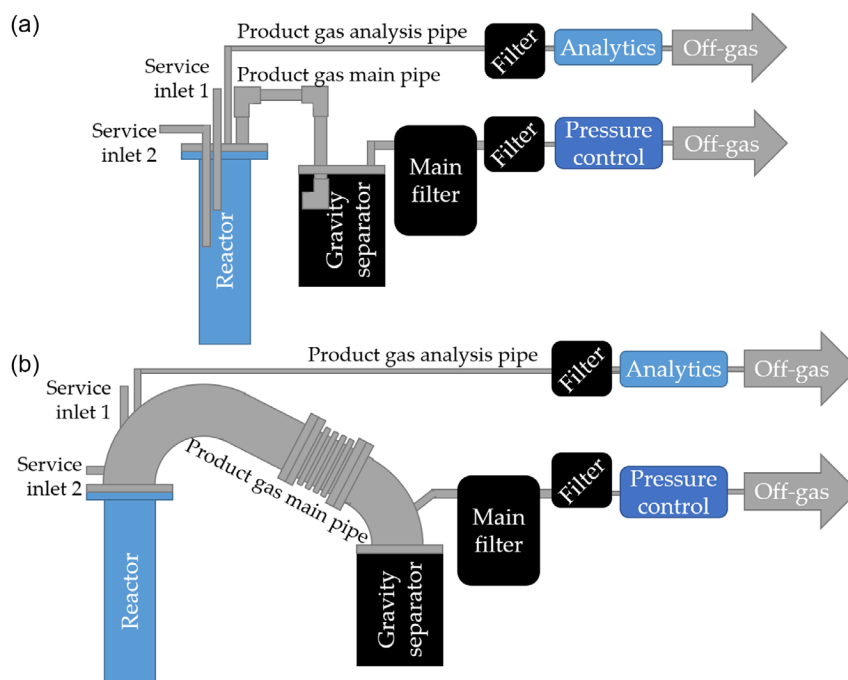 (a)
Product gas analysis pipe
Filter
Analytics
Off-gas
Service
inlet 1
Product gas main pipe
Service
inlet 2
Reactor
Gravity
separator
Main
filter
Filter
Pressure
control
Off-gas
(b)
Product gas analysis pipe
Filter
Analytics
Off-gas
Service
inlet 1
Service
inlet 2
Product gas main pipe
Reactor
Gravity
separator
Main
filter
Filter
Pressure
control
Off-gas